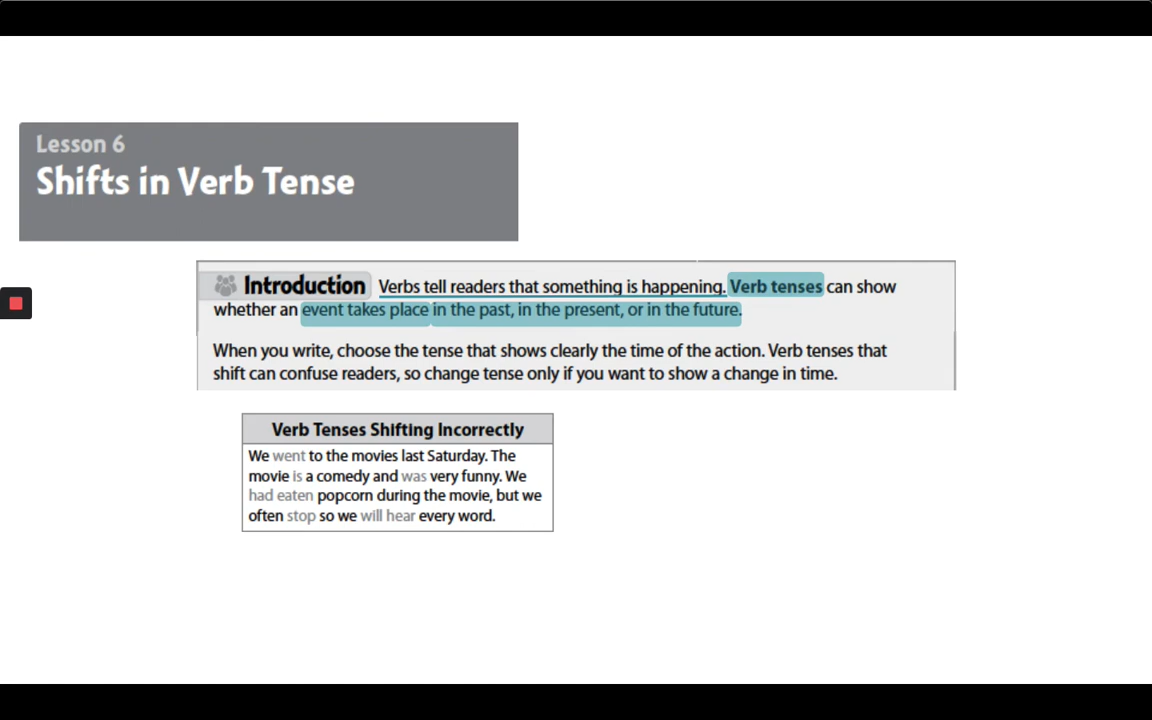 Lesson 6
Shifts in Verb Tense
Introduction Verbs tell readers that something is happening. Verb tenses can show
whether an event takes place in the past, in the present, or in the future.
When you write, choose the tense that shows clearly the time of the action. Verb tenses that
shift can confuse readers, so change tense only if you want to show a change in time.
Verb Tenses Shifting Incorrectly
We went to the movies last Saturday. The
movie is a comedy and was very funny. We
had eaten popcorn during the movie, but we
often stop so we will hear every word.